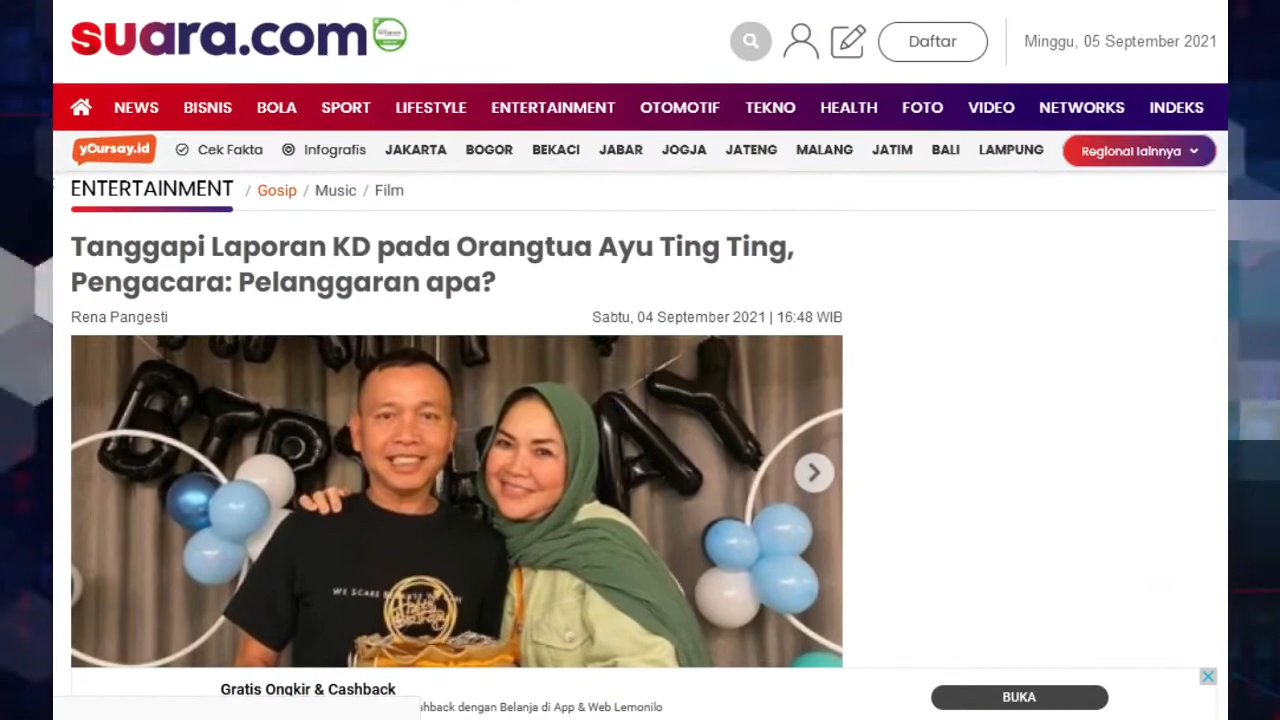 suara.com
Daftar
Minggu, 05 September 2021
NEWS BISNIS BOLA SPORT LIFESTYLE ENTERTAINMENT OTOMOTIF TEKNO HEALTH FOTO VIDEO NETWORKS INDEKS
yOursay.id Cek Fakta Infografis JAKARTA BOGOR BEKACI JABAR JOGJA JATENG MALANG JATIM BALI LAMPUNG Regional lainnya
ENTERTAINMENT / Gosip / Music / Film
Tanggapi Laporan KD pada Orangtua Ayu Ting Ting,
Pengacara: Pelanggaran apa?
Rena Pangesti
Sabtu, 04 September 2021 | 16:48 WIB
Gratis Ongkir & Cashback
hback dengan Belanja di App & Web Lemonilo
BUKA